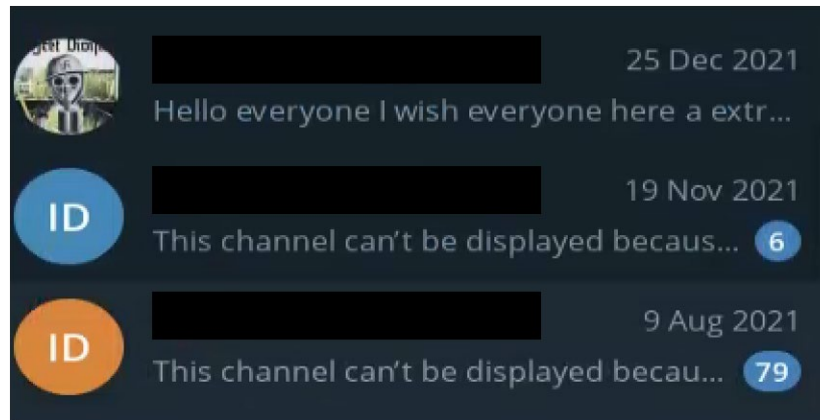 25 Dec 2021
Hello everyone I wish everyone here a extr...
ID
19 Nov 2021
This channel can't be displayed becaus...
6
ID
9 Aug 2021
This channel can't be displayed becau...
79